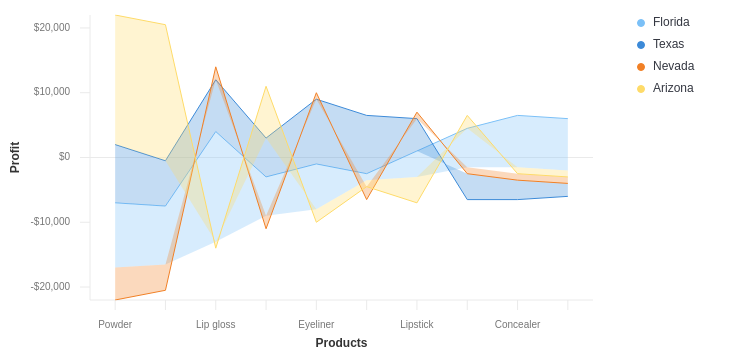 Florida
Texas
Nevada
Arizona
$20,000
$10,000
$0
-$10,000
-$20,000
Profit
Powder
Lip gloss
Eyeliner
Lipstick
Concealer
Products